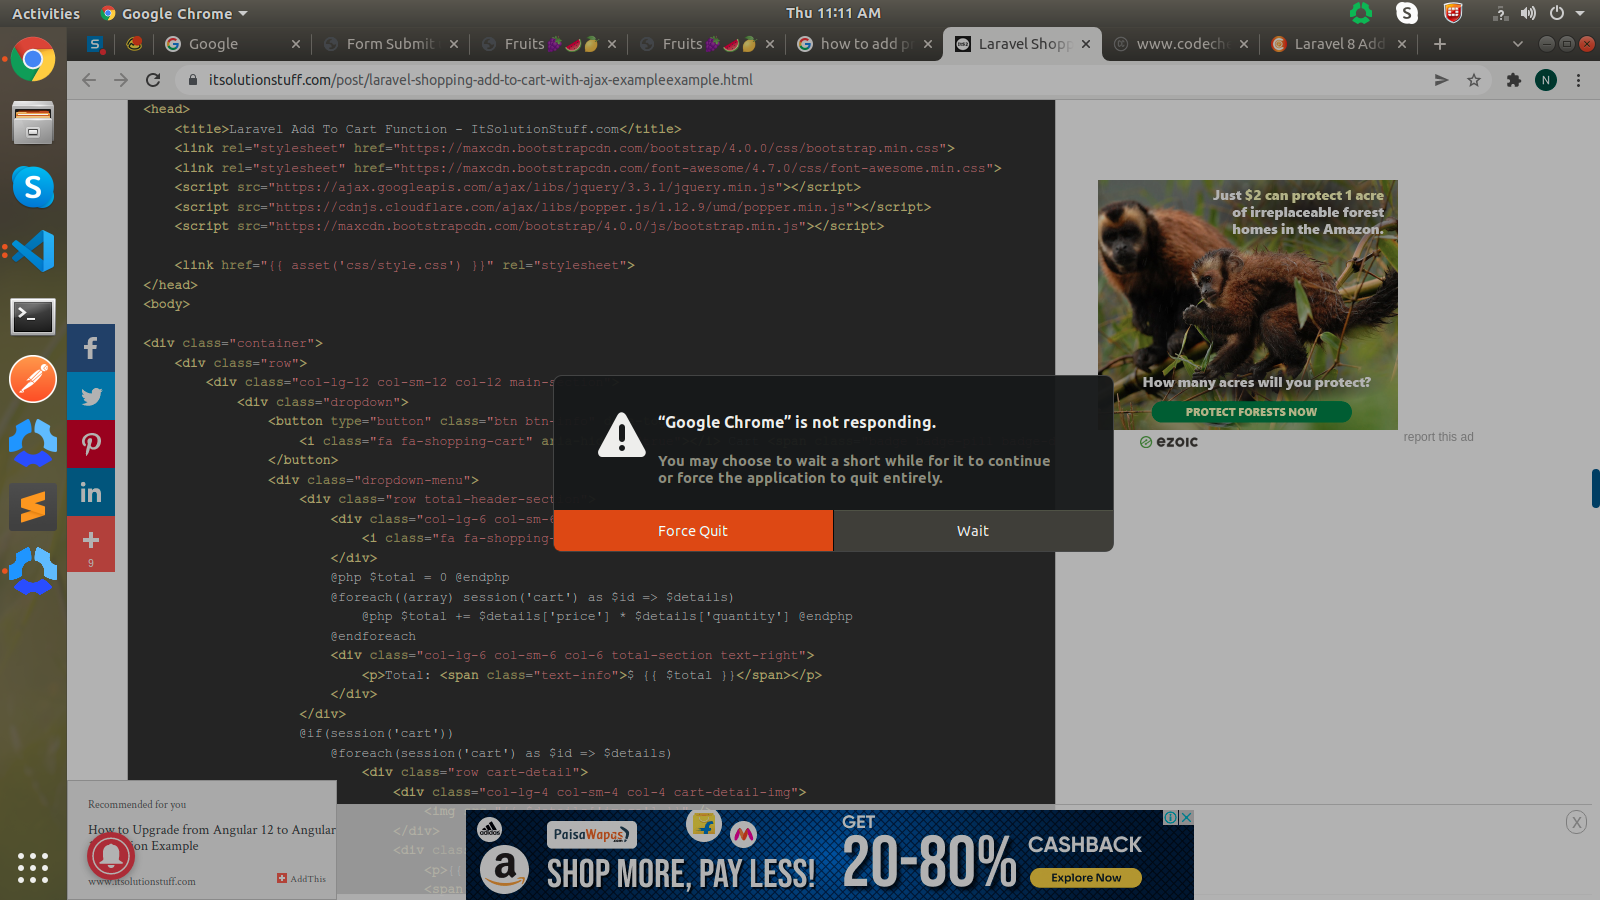 Activities
Google Chrome
Thu 11:11 AM
Google
Form Submit
Fruits🍇🍉🍍
Fruits🍇🍉🍍
how to add p
Laravel Shopp
www.codech
Laravel 8 Add
itsolutionstuff.com/post/laravel-shopping-add-to-cart-with-ajax-exampleexample.html
N
<head>
<title>Laravel Add To Cart Function - ItSolutionStuff.com</title>
<link rel="stylesheet" href="https://maxcdn.bootstrapcdn.com/bootstrap/4.0.0/css/bootstrap.min.css">
<link rel="stylesheet" href="https://maxcdn.bootstrapcdn.com/font-awesome/4.7.0/css/font-awesome.min.css">
<script src="https://ajax.googleapis.com/ajax/libs/jquery/3.3.1/jquery.min.js"></script>
<script src="https://cdnjs.cloudflare.com/ajax/libs/popper.js/1.12.9/umd/popper.min.js"></script>
<script src="https://maxcdn.bootstrapcdn.com/bootstrap/4.0.0/js/bootstrap.min.js"></script>
<link href="{{ asset('css/style.css') }}" rel="stylesheet">
</head>
<body>
<div class="container">
<div class="row">
<div class="col-lg-12 col-sm-12 col-12 main-s
<div class="dropdown">
<button type="button" class="btn btn-
<i class="fa fa-shopping-cart" ar
</button>
<div class="dropdown-menu">
<div class="row total-header-sect
<div class="col-lg-6 col-sm-6
<i class="fa fa-shopping-
</div>
@php $total = 0 @endphp
@foreach((array) session('cart') as $id => $details)
@php $total += $details['price'] * $details['quantity'] @endphp
@endforeach
<div class="col-lg-6 col-sm-6 col-6 total-section text-right">
<p>Total: <span class="text-info">$ {{ $total }}</span></p>
</div>
</div>
@if(session('cart'))
@foreach(session('cart') as $id => $details)
<div class="row cart-detail">
<div class="col-lg-4 col-sm-4 col-4 cart-detail-img">
<img
</div>
<div clas
<p>{{
<span
“Google Chrome” is not responding.
You may choose to wait a short while for it to continue
or force the application to quit entirely.
Force Quit
Wait
Just $2 can protect 1 acre
of irreplaceable forest
homes in the Amazon.
How many acres will you protect?
PROTECT FORESTS NOW
ezoic
report this ad
9
Recommended for you
How to Upgrade from Angular 12 to Angular
ion Example
www.itsolutionstuff.com
AddThis
adidas
a
PaisaWapas
SHOP MORE, PAY LESS!
GET
20-80%
CASHBACK
Explore Now
X